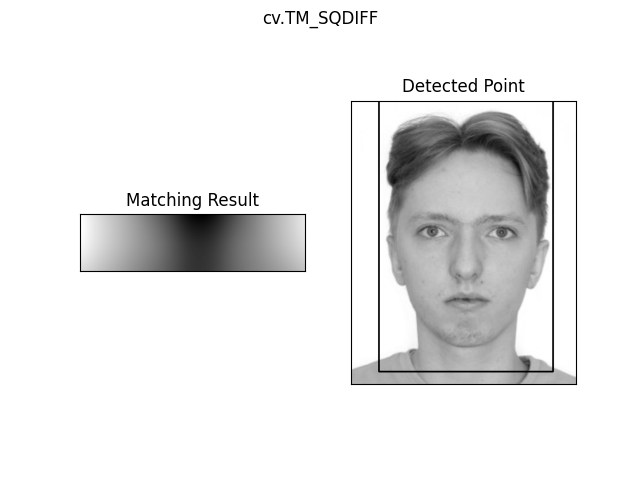 cv.TM_SQDIFF
Matching Result
Detected Point